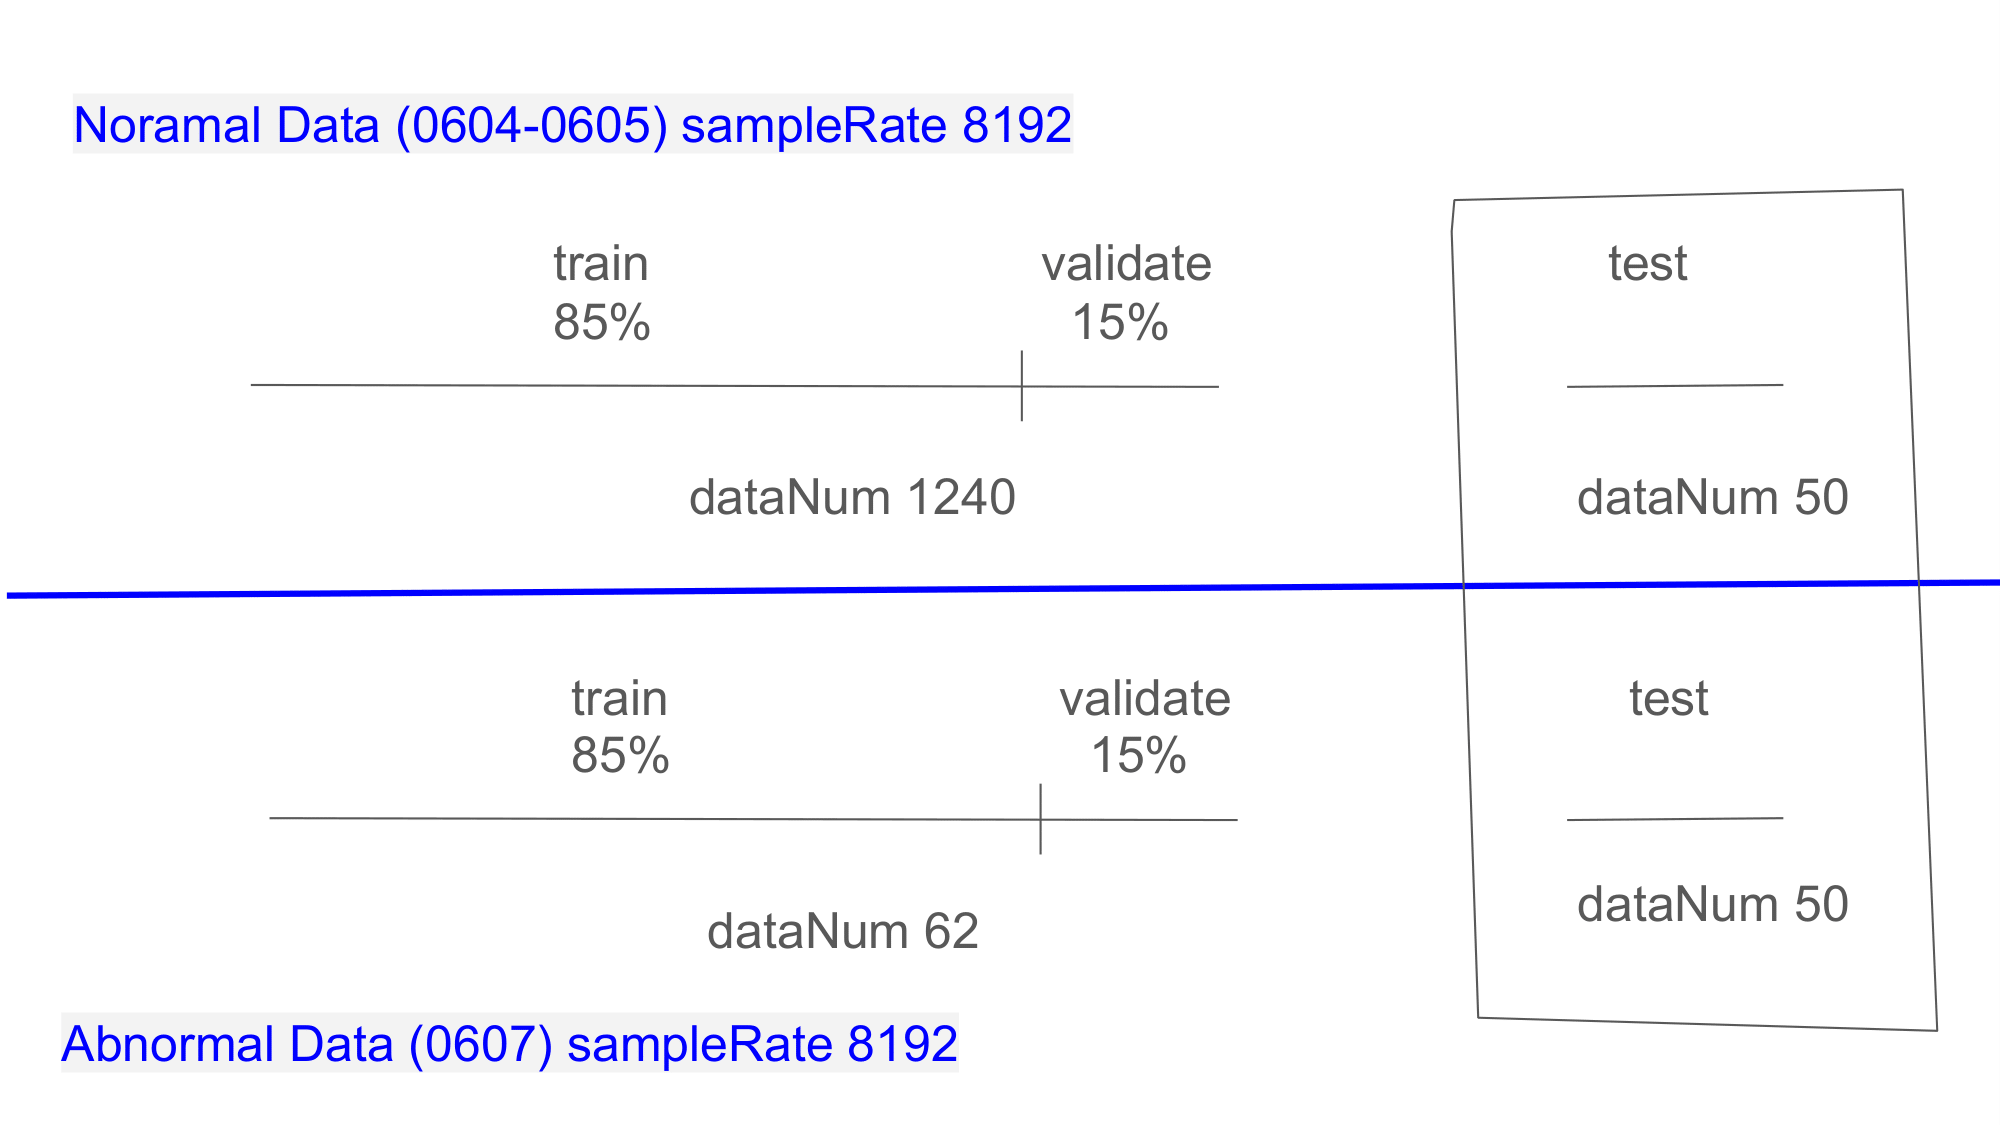 Noramal Data (0604-0605) sampleRate 8192
train
85%
validate
15%
test
dataNum 1240
dataNum 50
train
85%
validate
15%
test
dataNum 62
dataNum 50
Abnormal Data (0607) sampleRate 8192